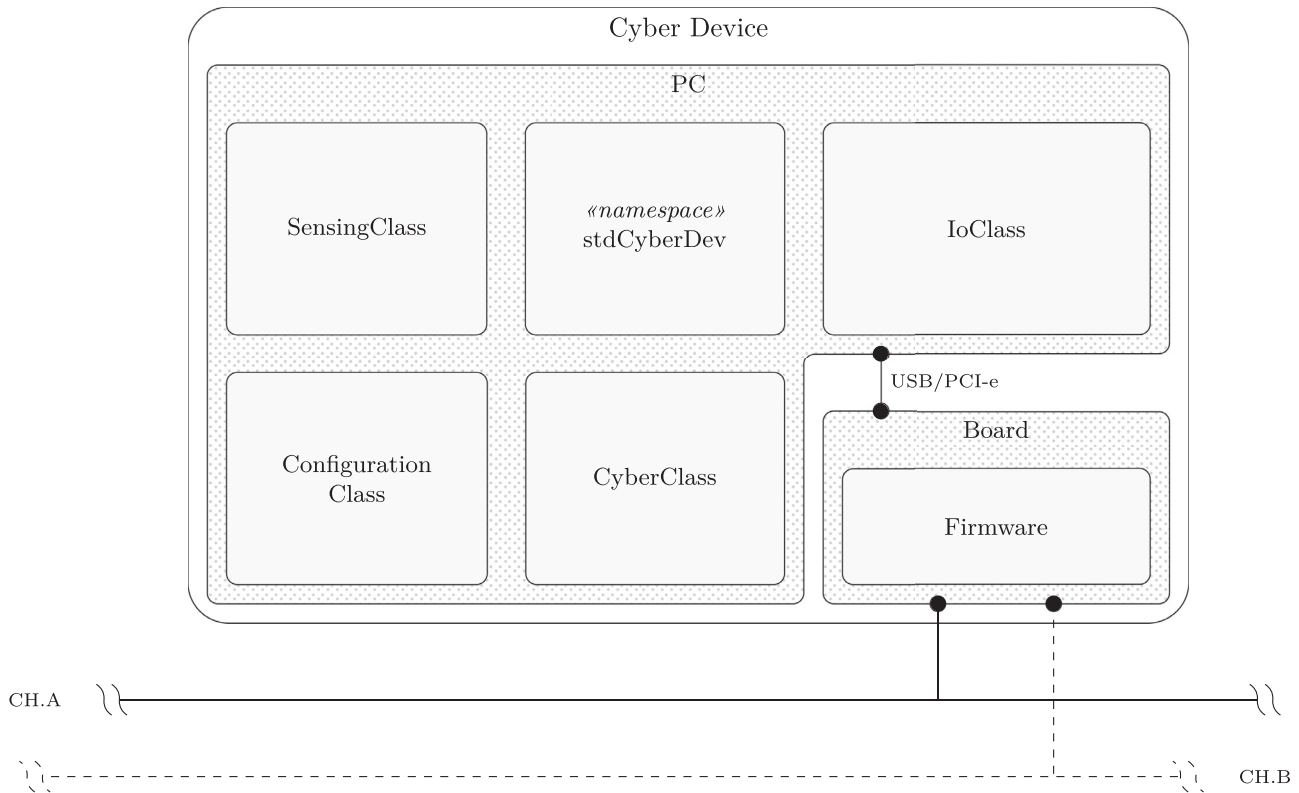 Cyber Device
PC
SensingClass
«namespace»
stdCyberDev
IoClass
USB/PCI-e
Configuration
Class
CyberClass
Board
Firmware
CH.A
CH.B